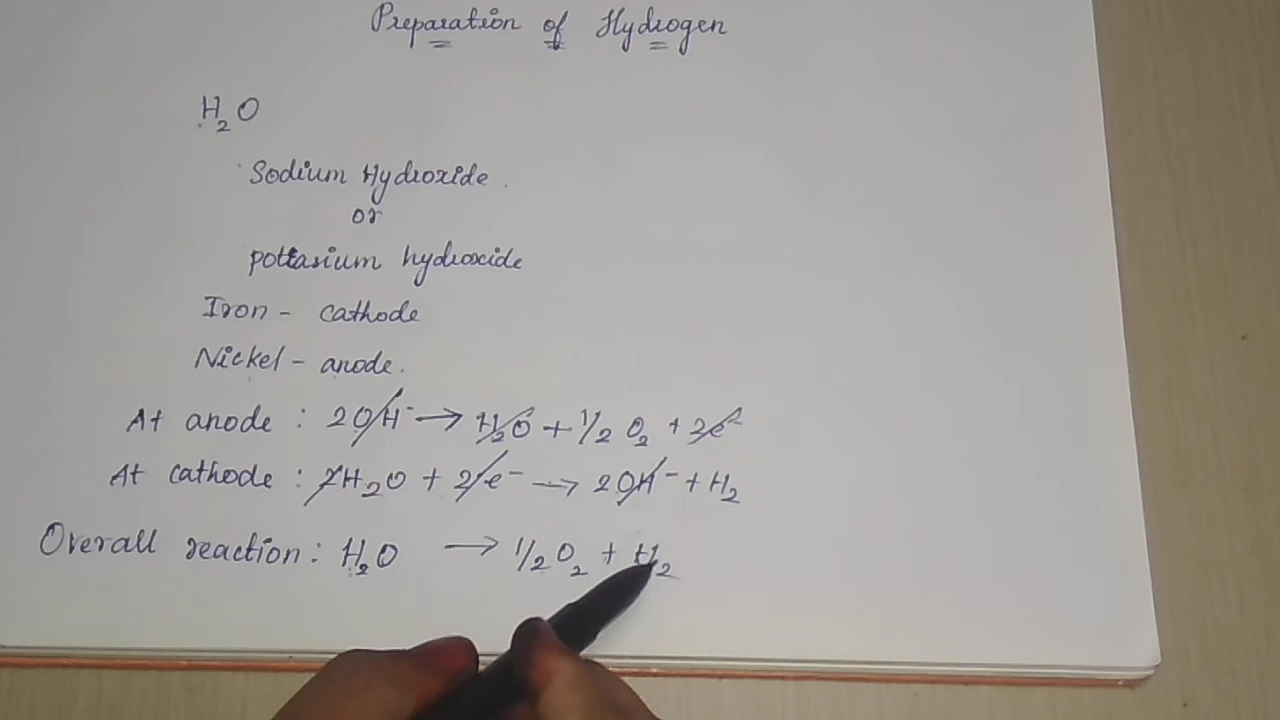 Preparation of Hydrogen
H₂O
Sodium Hydroxide.
or
pottasium hydroxide
Iron - cathode
Nickel - anode.
At anode : 2OH⁻ → H₂O + 1/2 O₂ + 2e⁻
At cathode : 2H₂O + 2e⁻ → 2OH⁻ + H₂
Overall reaction : H₂O → 1/2 O₂ + H₂